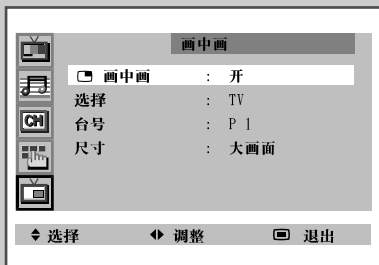 画中画
画中画 : 开
选择 : TV
CH 台号 : P 1
尺寸 : 大画面
选择 调整 退出